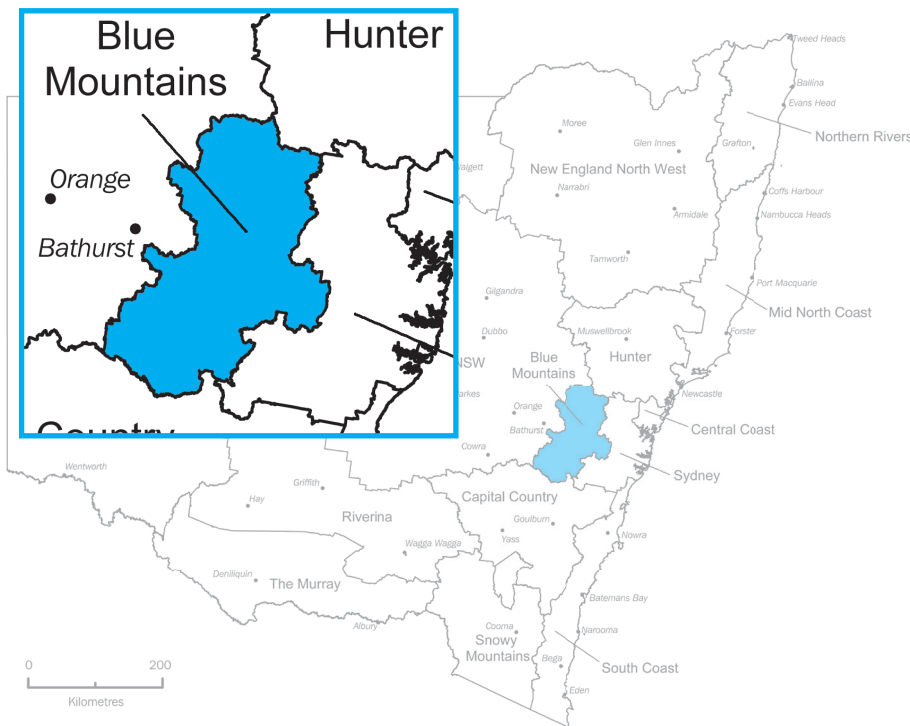 Blue
Mountains
Hunter
Orange
Bathurst
Country
Tweed Heads
Ballina
Evans Head
Northern Rivers
Moree
Glen Innes
Grafton
New England North West
Narrabri
Coffs Harbour
Armidale
Nambucca Heads
Tamworth
Port Macquarie
Gilgandra
Mid North Coast
Dubbo
Muswellbrook
Forster
Hunter
Blue
Mountains
NSW
Newcastle
Orange
Bathurst
Central Coast
Cowra
Wentworth
Sydney
Griffith
Hay
Capital Country
Riverina
Goulburn
Yass
Nowra
Wagga Wagga
Deniliquin
The Murray
Batemans Bay
Albury
Cooma
Narooma
Snowy
Mountains
Bega
South Coast
Eden
0
200
Kilometres